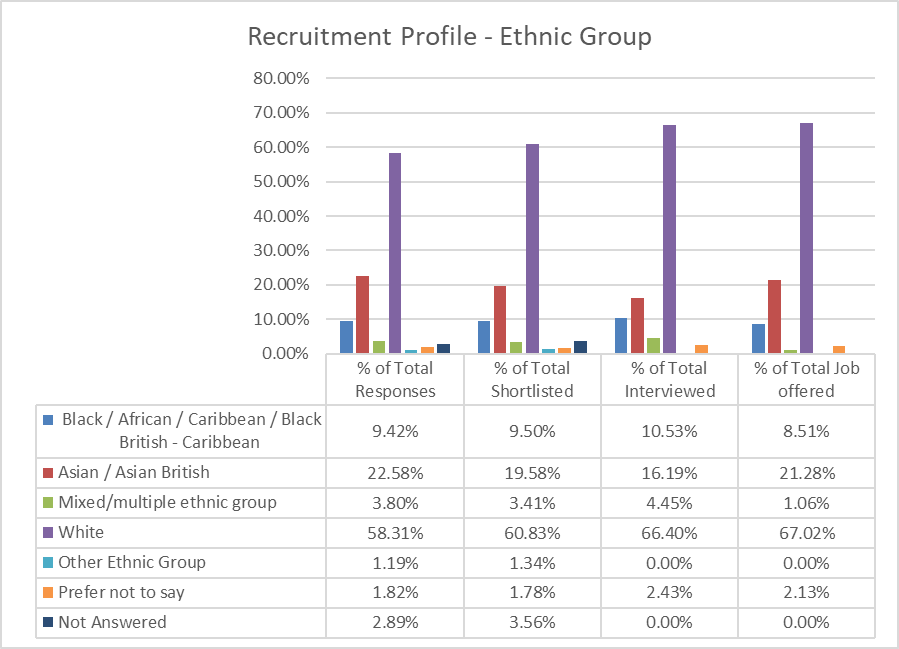 Recruitment Profile - Ethnic Group
80.00%
70.00%
60.00%
50.00%
40.00%
30.00%
20.00%
10.00%
0.00%
% of Total Responses % of Total Shortlisted % of Total Interviewed % of Total Job offered
Black / African / Caribbean / Black British - Caribbean 9.42% 9.50% 10.53% 8.51%
Asian / Asian British 22.58% 19.58% 16.19% 21.28%
Mixed/multiple ethnic group 3.80% 3.41% 4.45% 1.06%
White 58.31% 60.83% 66.40% 67.02%
Other Ethnic Group 1.19% 1.34% 0.00% 0.00%
Prefer not to say 1.82% 1.78% 2.43% 2.13%
Not Answered 2.89% 3.56% 0.00% 0.00%